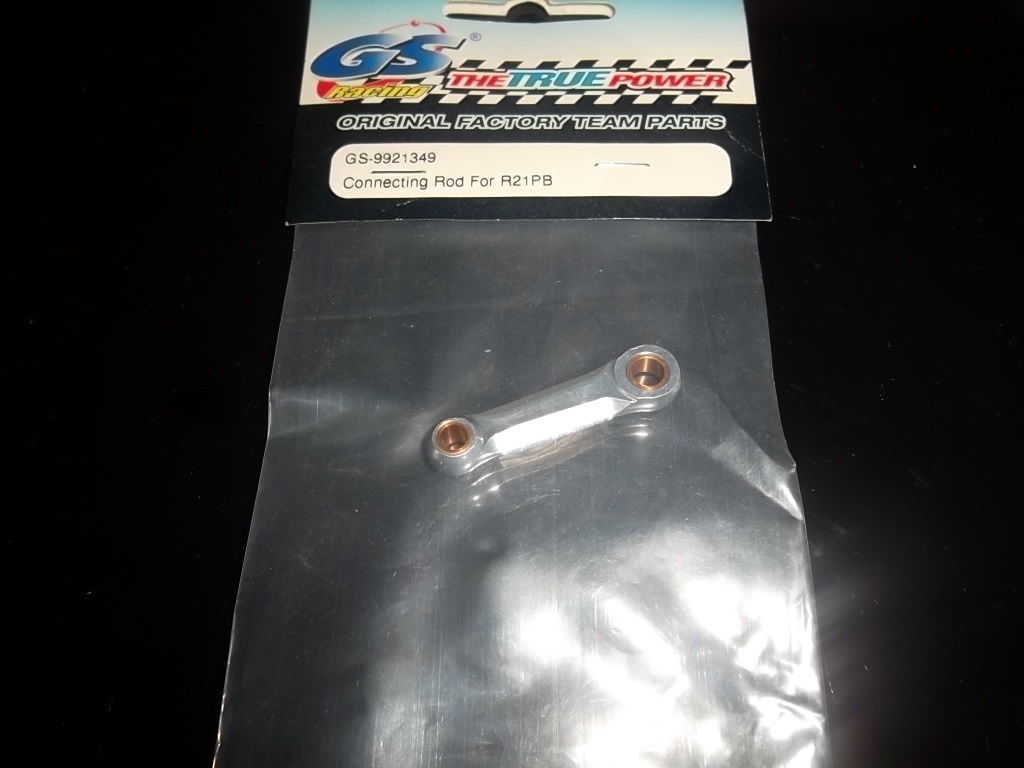 GS®
Racing
THE TRUE POWER
ORIGINAL FACTORY TEAM PARTS
GS-9921349
Connecting Rod For R21PB